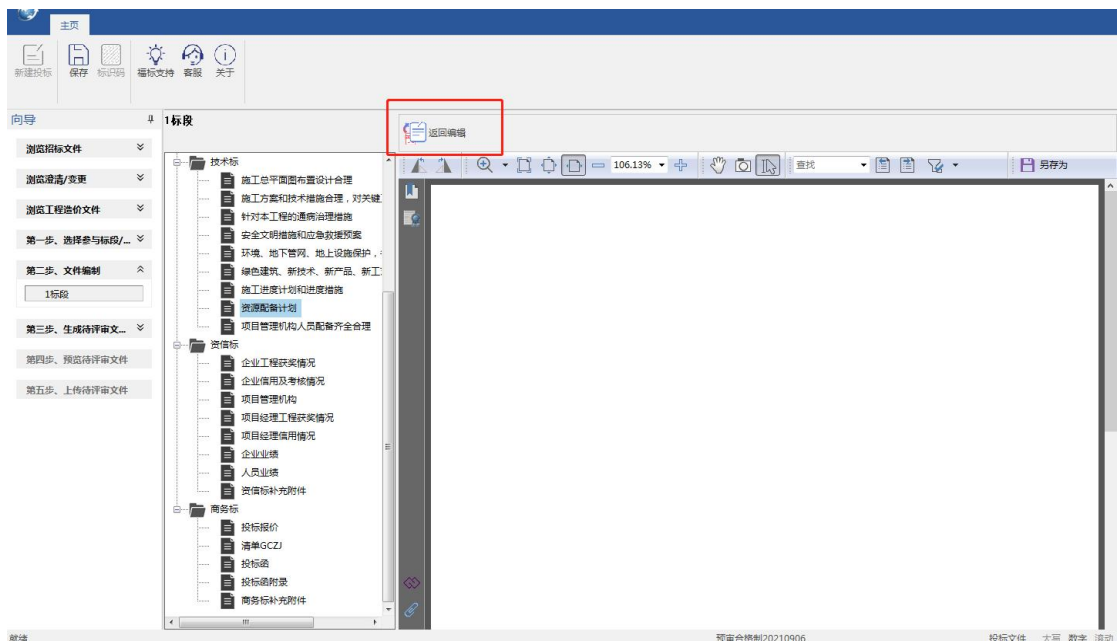 主页
新建投标 保存 标识码 福标支持 客服 关于
向导
浏览招标文件
浏览澄清/变更
浏览工程造价文件
第一步、选择参与标段/...
第二步、文件编制
1标段
第三步、生成待评审文...
第四步、预览待评审文件
第五步、上传待评审文件
1标段
技术标
施工总平面图布置设计合理
施工方案和技术措施合理，对关键
针对本工程的通病治理措施
安全文明措施和应急救援预案
环境、地下管网、地上设施保护，
绿色建筑、新技术、新产品、新工
施工进度计划和进度措施
资源配备计划
项目管理机构人员配备齐全合理
资信标
企业工程获奖情况
企业信用及考核情况
项目管理机构
项目经理工程获奖情况
项目经理信用情况
企业业绩
人员业绩
资信标补充附件
商务标
投标报价
清单GCZJ
投标函
投标函附录
商务标补充附件
返回编辑
106.13% 查找 另存为
就绪 预审合格制20210906 投标文件 大写 数字 滚动